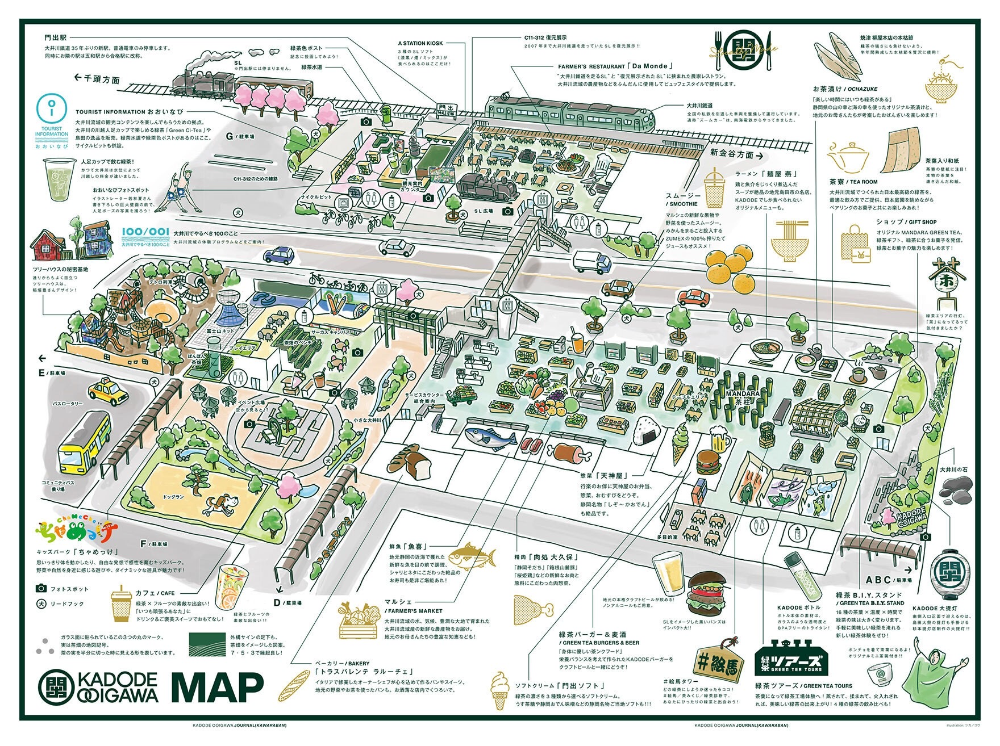 門出駅
大井川鐵道35年ぶりの新駅。普通電車のみ停車します。
同時にお隣の駅は五和駅から合格駅に改称。
SL
※門出駅には停まりません。
緑茶色ポスト
記念に投函してみよう!
緑茶水道
A STATION KIOSK
3種のSLソフト
(漆黒/煙/ミックス)が
食べられるのはここだけ!
C11-312 復元展示
2007年まで大井川鐵道を走っていたSLを復元展示!!
FARMER'S RESTAURANT「Da Monde」
"大井川鐵道を走るSL"と"復元展示されたSL"に挟まれた農家レストラン。
大井川流域の農産物などをふんだんに使用してビュッフェスタイルで提供します。
焼津 柳屋本店の本枯節
緑茶の強さにも負けないよう、
半年間熟成した本枯節を贅沢に使用!
←千頭方面
門出
大井川鐵道
全国の私鉄を引退した車両を整備して運行しています。
通称"ズームカー"は、南海電鉄からやってきました。
お茶漬け / OCHAZUKE
「楽しい時間にはいつも緑茶がある」
静岡県の山の幸と海の幸を使ったオリジナル茶漬けと、
地元のお母さんたちが考案したおばんざいを楽しめます!
TOURIST
INFORMATION
おおいなび
TOURIST INFORMATION おおいなび
大井川流域の観光コンテンツを楽しんでもらうための拠点。
大井川の川越人足カップで楽しめる緑茶「Green Ci-Tea」や
島田の逸品を販売。緑茶水道や緑茶色ポストがあるのはここ。
サイクルピットも併設。
G / 駐車場
新金谷方面→
人足カップで飲む緑茶!
かつて大井川は水位によって
川越しの料金が違いました。
おおいなびフォトスポット
イラストレーター若林夏さん
書き下ろしの巨大壁画の前で、
人足ポーズの写真を撮ろう!
C11-312のための線路
観光案内
カウンター
サイクルピット
SL広場
犬
スムージー
/ SMOOTHIE
マルシェの新鮮な果物や
野菜を使ったスムージー。
みかんをまるごと投入する
ZUMEXの100%搾りたて
ジュースもオススメ!
ラーメン「麺屋 燕」
鶏と魚介をじっくり煮込んだ
スープが絶品の地元島田市の名店。
KADODEでしか食べられない
オリジナルメニューも。
茶葉入り和紙
茶寮の壁紙に注目!
本物の茶葉を
漉き込んだ和紙。
茶寮 / TEA ROOM
大井川流域でつくられた日本最高級の緑茶を、
最適な飲み方でご提供。日本庭園を眺めながら
ペアリングのお菓子と共にお楽しみあれ!
ショップ / GIFT SHOP
オリジナルMANDARA GREEN TEA、
緑茶ギフト、緑茶に合うお菓子を発信。
緑茶とお菓子の魅力を楽しめます!
緑茶エリアの行灯、
「茶」になってるって
気付きましたか?
100/001
大井川でやるべき100のこと
大井川でやるべき100のこと
大井川流域の体験プログラムなどをご案内!
ツリーハウスの秘密基地
通りからもよく目立つ
ツリーハウスは、
稲垣豊さんデザイン!
テトロ列車
富士山ネット
プレイエリア
ぽんぽん
茶畑
サーカスキャンバス
茶畑のベンチ
← E / 駐車場
バスロータリー
コミュニティバス
乗り場
イベント広場
空から見ると!?
小さな大井川
サービスカウンター
総合案内
テーブルエリア
MANDARA
茶柱
ドッグラン
大井川の石
KADODE
OOIGAWA
ChaMeChe
ちゃめっけ
キッズパーク「ちゃめっけ」
思いっきり体を動かしたり、自由な発想で感性を育むキッズパーク。
野菜や自然を身近に感じる遊びや、ダイナミックな遊具が魅力です!
F / 駐車場
フォトスポット
犬 リードフック
カフェ / CAFE
緑茶×フルーツの素敵な出会い!
「いつも頑張るあなた」に
ドリンク&ご褒美スイーツでおもてなし!
緑茶とフルーツの
素敵な出会い!!
D / 駐車場
惣菜「天神屋」
行楽のお伴に天神屋のお弁当、
惣菜、おむすびをどうぞ。
静岡名物「しぞ〜かおでん」
も絶品です。
多目的室
鮮魚「魚喜」
地元静岡の近海で獲れた
新鮮な魚を目の前で調理、
シャリとネタにこだわった絶品の
お寿司も是非ご堪能あれ!
精肉「肉処 大久保」
「静岡そだち」「箱根山麓豚」
「桜姫鶏」などの新鮮なお肉と
原料にこだわった肉惣菜。
マルシェ
/ FARMER'S MARKET
大井川流域の水、気候、豊潤な大地で育まれた
大井川流域産の新鮮な農産物をお届け。
地元のお母さんたちの豊富な知恵なども!
地元の本格クラフトビールが飲める!
ノンアルコールもご用意。
SLをイメージした黒いバンズは
インパクト大!!
緑茶バーガー&麦酒
/ GREEN TEA BURGERS & BEER
「身体に優しい茶ンクフード」
栄養バランスを考えて作られたKADODEバーガーを
クラフトビールと一緒にどうぞ!
KADODEボトル
ボトル本体の素材は、
ガラスのような透明度と
BPAフリーのトライタン!
ABC / 駐車場
緑茶B.I.Y.スタンド
/ GREEN TEA B.I.Y. STAND
16種の茶葉×温度×時間で
緑茶の味は大きく変わります。
手軽に美味しい緑茶を淹れる
新しい緑茶体験をぜひ!
KADODE 大提灯
南側入口正面で迎えるのは、
島田大祭の提灯も手掛ける
杉本提灯店制作の大提灯!!
ガラス面に貼られているこの3つの丸のマーク、
実は茶畑の地図記号。
茶の実を半分に切った時に見える形を表しています。
外構サインの足下も、
茶畑をイメージした図案。
7・5・3で縁起良し!
KADODE
OOIGAWA
MAP
ベーカリー / BAKERY
「トラスパレンテ ラルーチェ」
イタリアで修業したオーナーシェフが心を込めて作るパンやスイーツ。
地元の野菜やお茶を使ったパンも。お洒落な店内でくつろいで。
ソフトクリーム「門出ソフト」
緑茶の濃さを3種類から選べるソフトクリーム。
うす茶糖や静岡おでん味噌などの静岡名物ご当地ソフトも!!!
#絵馬
#絵馬タワー
どの緑茶にしようか迷ったらココ!
#絵馬/茶みくじ/緑茶診断で、
あなたにぴったりの緑茶と出会おう!
緑茶ツアーズ
GREEN TEA TOURS
緑茶ツアーズ / GREEN TEA TOURS
茶葉になって緑茶工場体験へ!蒸されて、揉まれて、火入れされ
れば、美味しい緑茶の出来上がり!4種の緑茶の飲み比べも!
ポンチョを着て茶葉になるよ!
オリジナルミニ茶碗付き!!
KADODE OOIGAWA JOURNAL(KAWARABAN)
KADODE OOIGAWA JOURNAL(KAWARABAN)
Illustration: ツカノコウ